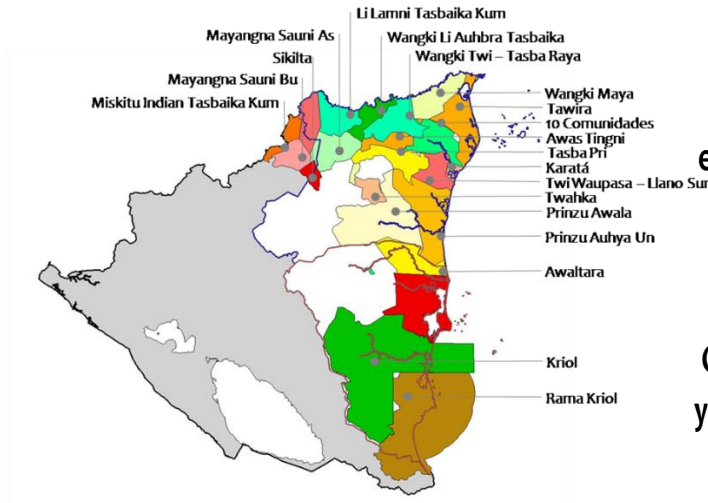 Li Lamni Tasbaika Kum
Mayangna Sauni As
Wangki Li Auhbra Tasbaika
Sikilta
Wangki Twi – Tasba Raya
Mayangna Sauni Bu
Miskitu Indian Tasbaika Kum
Wangki Maya
Tawira
10 Comunidades
Awas Tingni
Tasba Pri
Karatá
Twi Waupasa – Llano Sur
Twahka
Prinzu Awala
Prinzu Auhya Un
Awaltara
Kriol
Rama Kriol
e
y